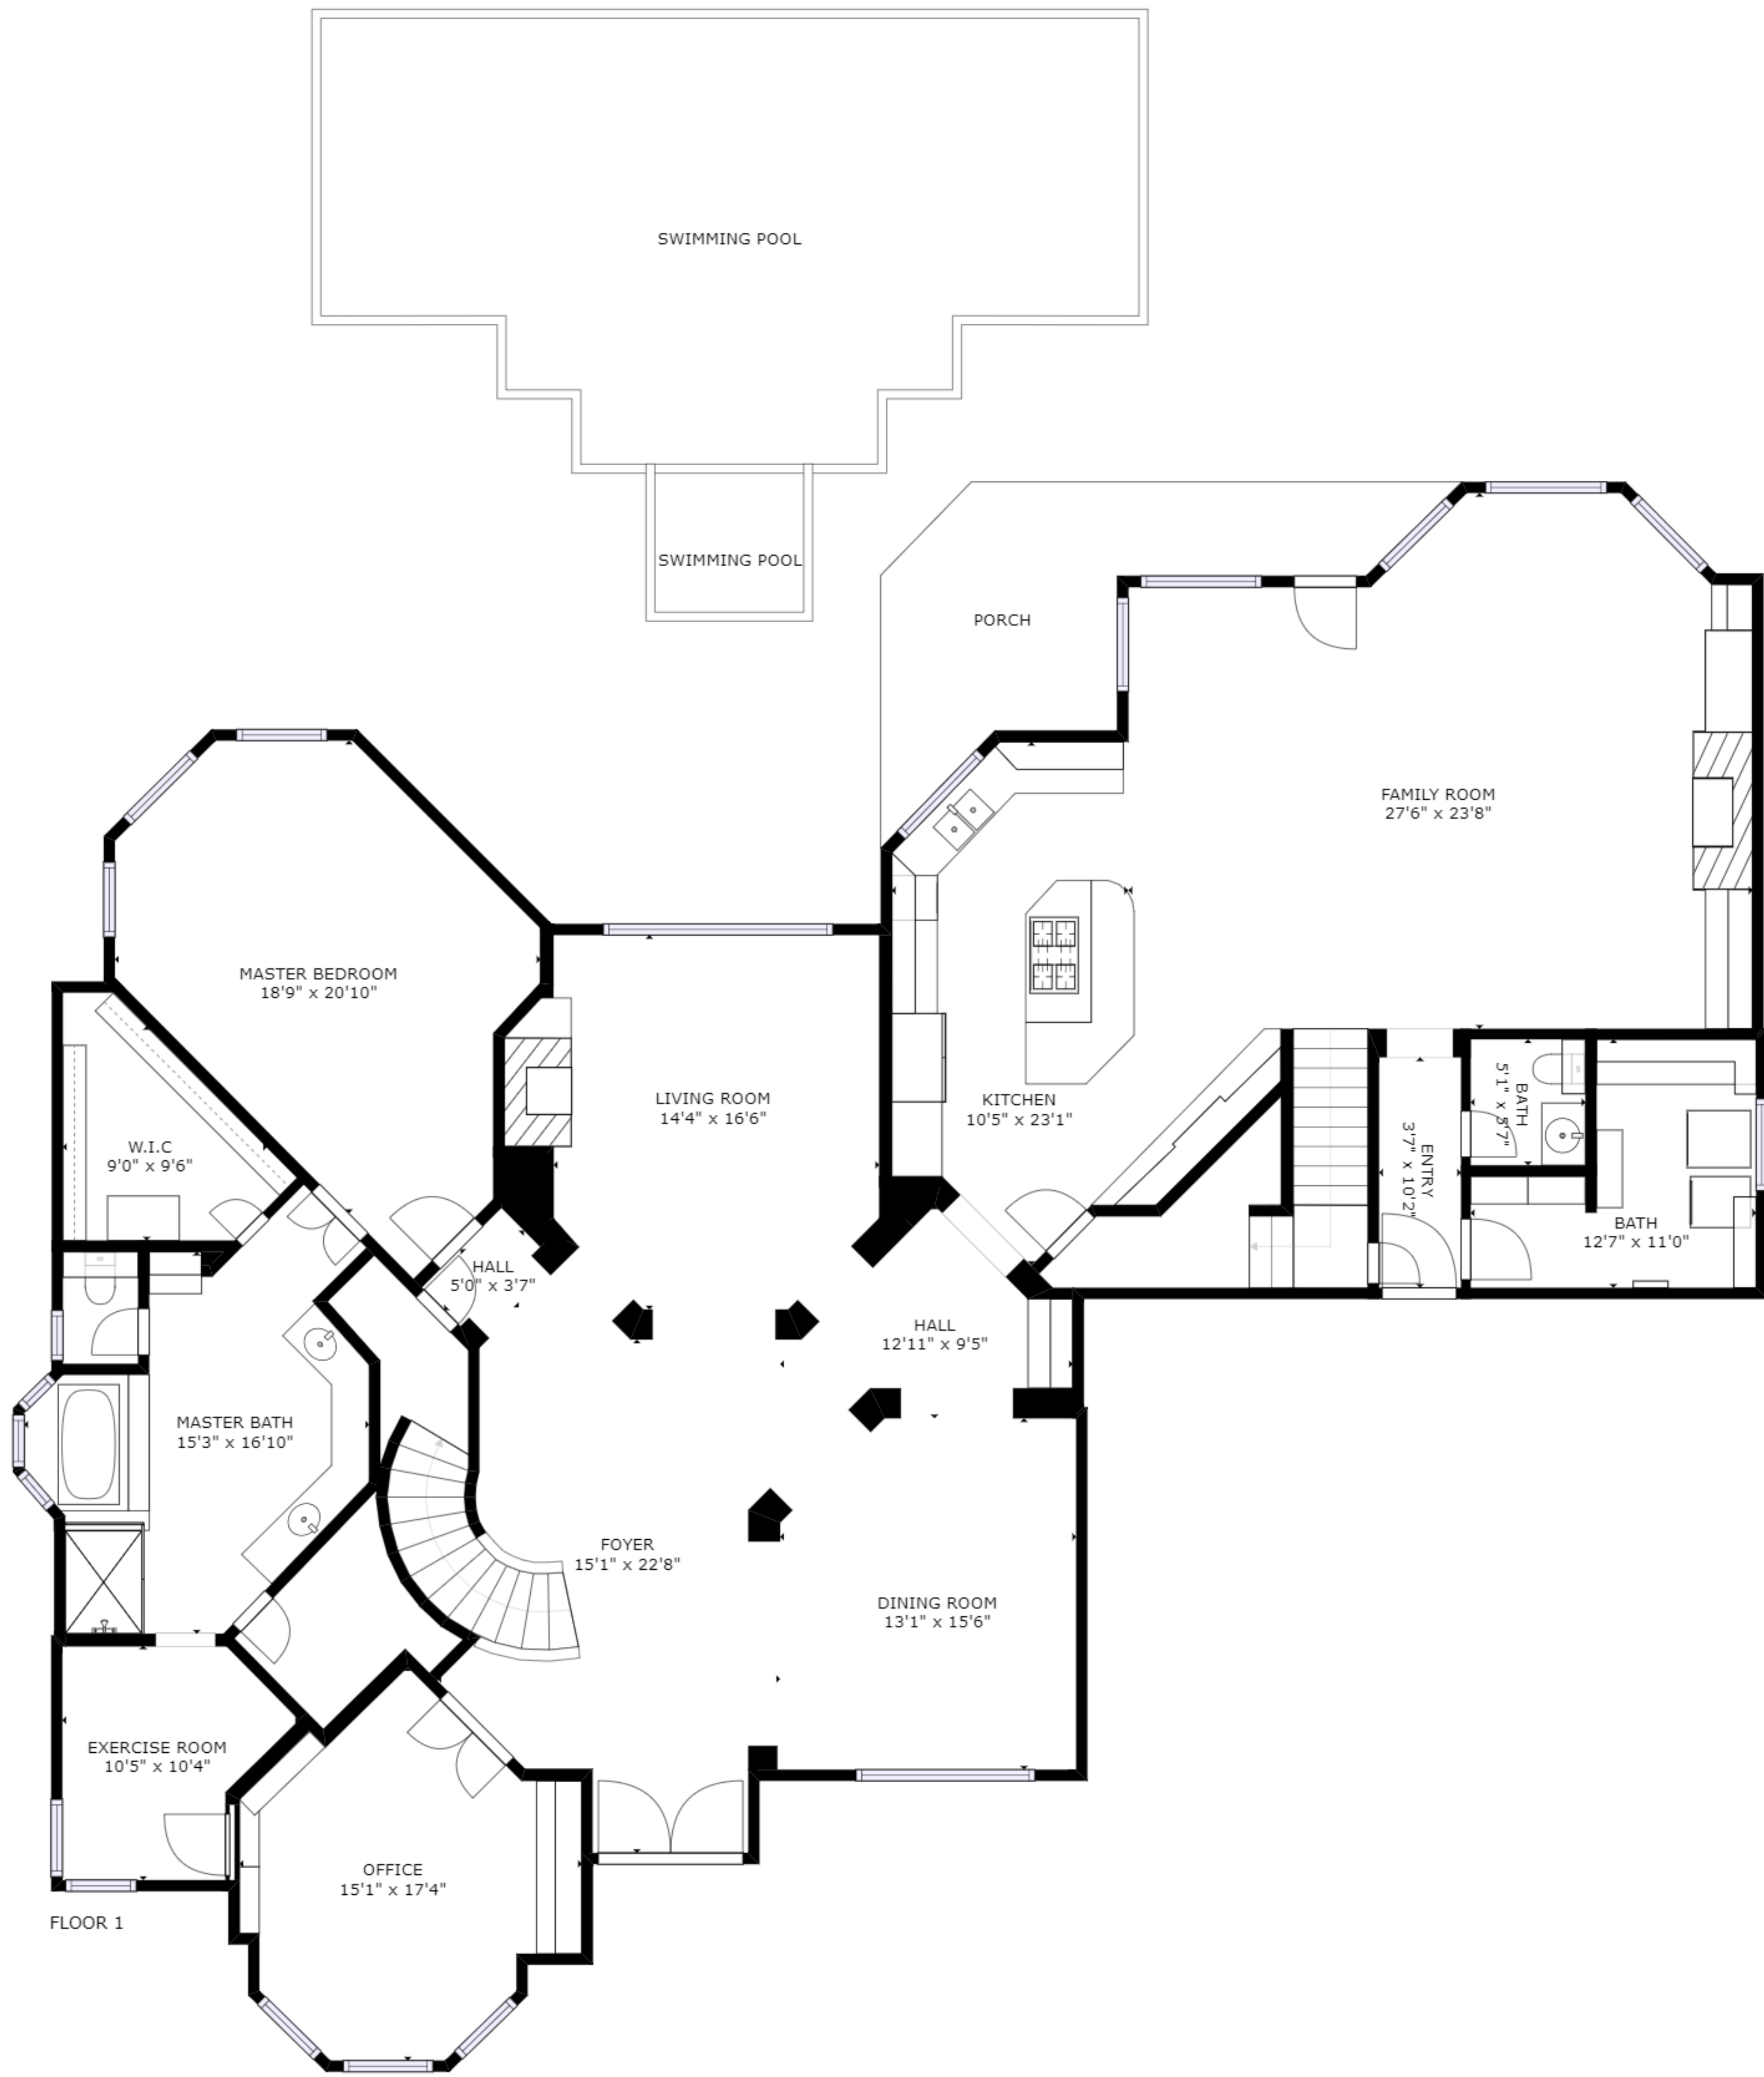 SWIMMING POOL
SWIMMING POOL
PORCH
FAMILY ROOM
27'6" x 23'8"
MASTER BEDROOM
18'9" x 20'10"
LIVING ROOM
14'4" x 16'6"
KITCHEN
10'5" x 23'1"
BATH
5'1" x 5'7"
ENTRY
3'7" x 10'2"
W.I.C
9'0" x 9'6"
BATH
12'7" x 11'0"
HALL
5'0" x 3'7"
HALL
12'11" x 9'5"
MASTER BATH
15'3" x 16'10"
FOYER
15'1" x 22'8"
DINING ROOM
13'1" x 15'6"
EXERCISE ROOM
10'5" x 10'4"
OFFICE
15'1" x 17'4"
FLOOR 1